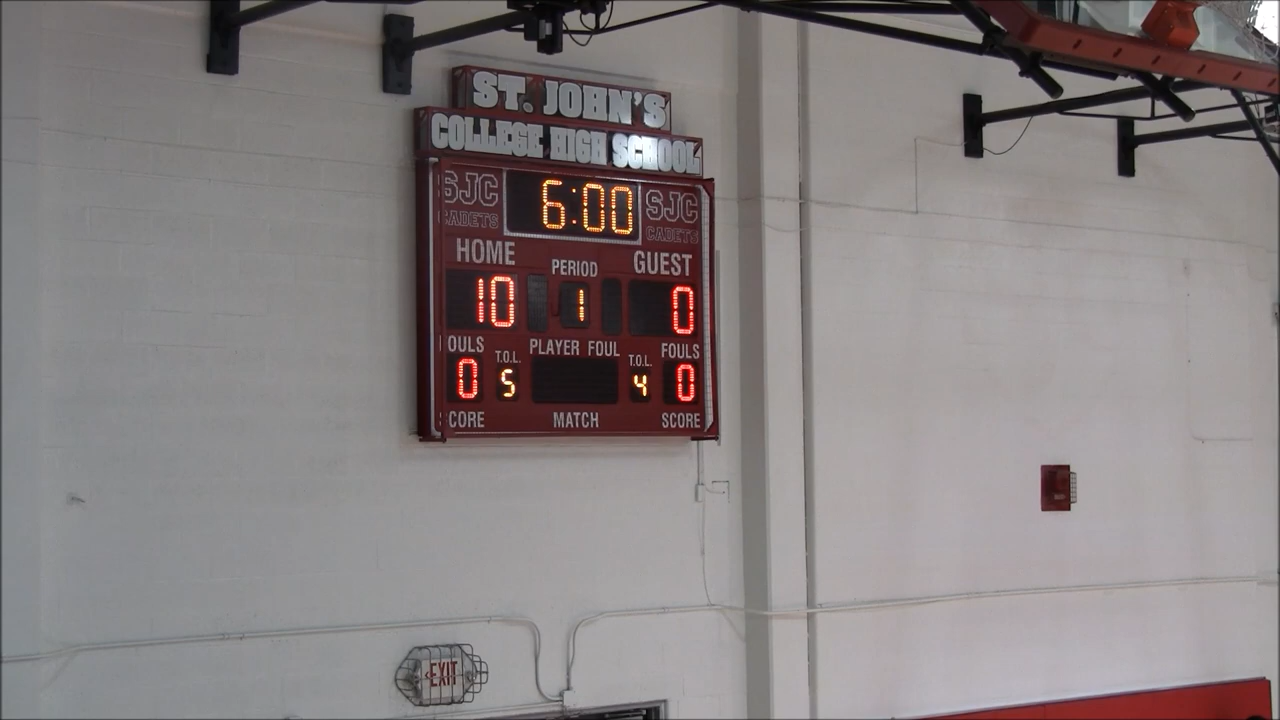 ST. JOHN'S
COLLEGE HIGH SCHOOL
SJC 6:00 SJC
CADETS CADETS
HOME PERIOD GUEST
10 1 0
OULS PLAYER FOUL FOULS
T.O.L. T.O.L.
0 5 4 0
CORE MATCH SCORE
EXIT